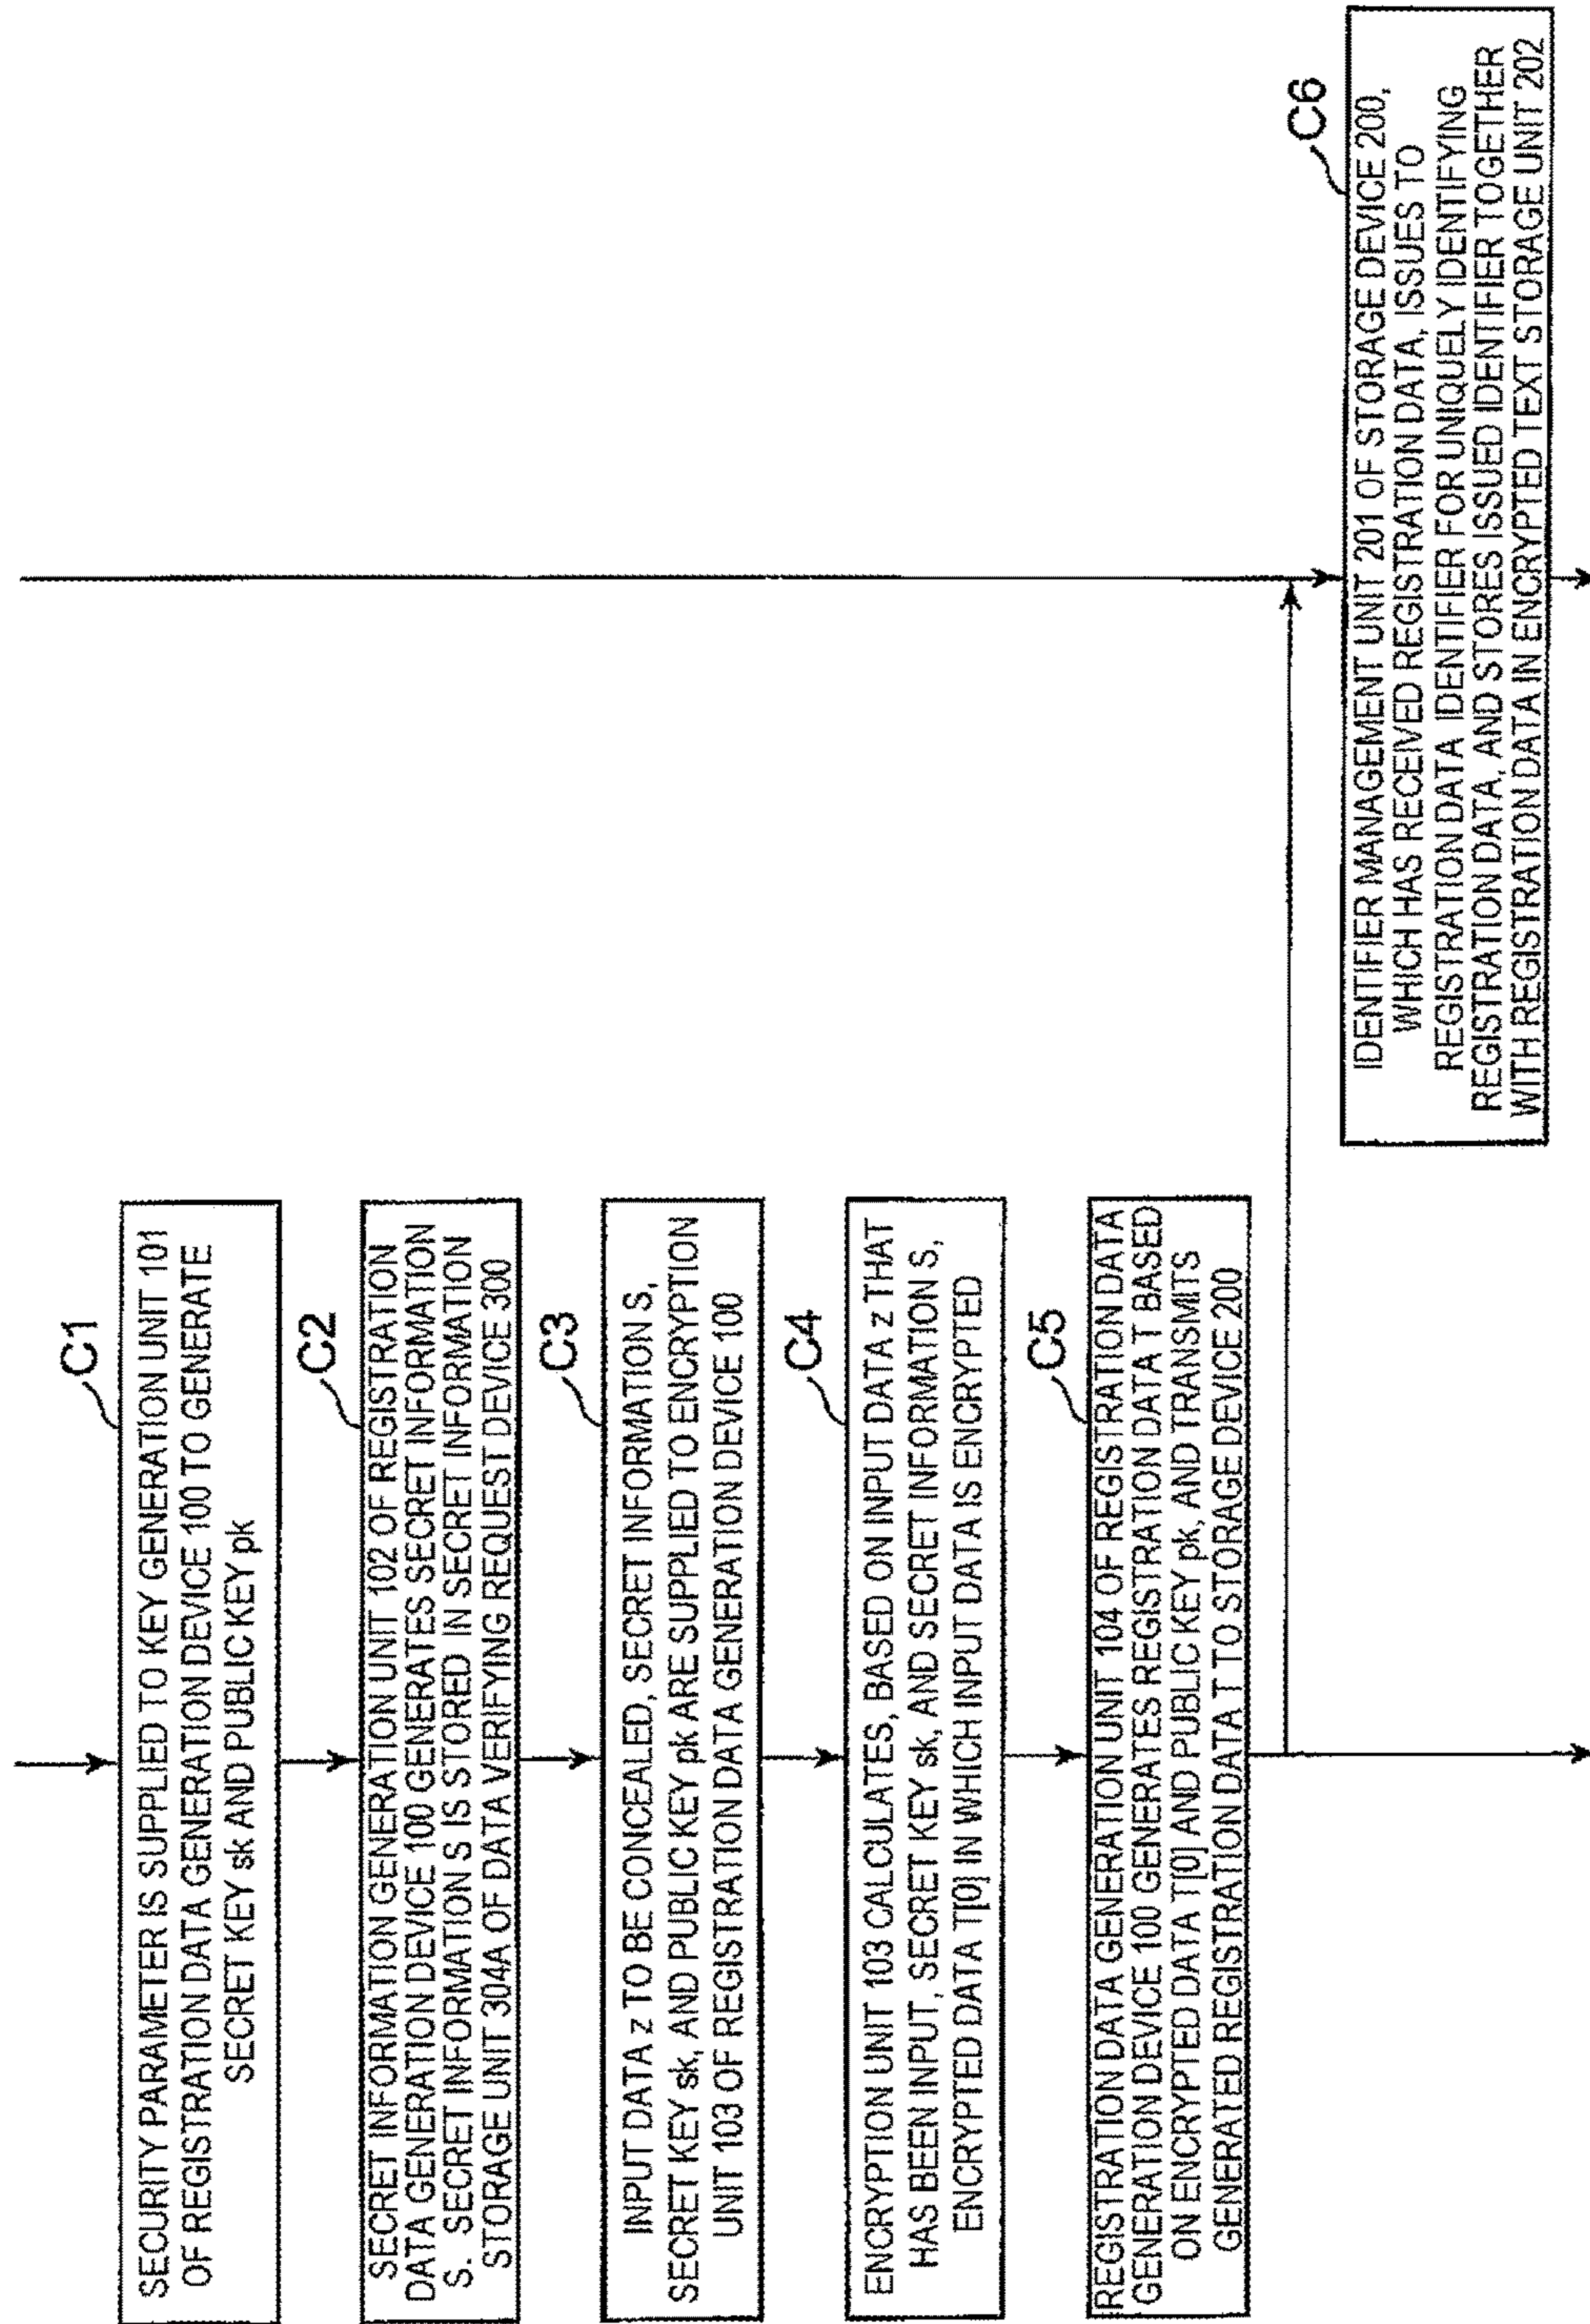 C1
SECURITY PARAMETER IS SUPPLIED TO KEY GENERATION UNIT 101
OF REGISTRATION DATA GENERATION DEVICE 100 TO GENERATE
SECRET KEY sk AND PUBLIC KEY pk
C2
SECRET INFORMATION GENERATION UNIT 102 OF REGISTRATION
DATA GENERATION DEVICE 100 GENERATES SECRET INFORMATION
S. SECRET INFORMATION S IS STORED IN SECRET INFORMATION
STORAGE UNIT 304A OF DATA VERIFYING REQUEST DEVICE 300
C3
INPUT DATA z TO BE CONCEALED, SECRET INFORMATION S,
SECRET KEY sk, AND PUBLIC KEY pk ARE SUPPLIED TO ENCRYPTION
UNIT 103 OF REGISTRATION DATA GENERATION DEVICE 100
C4
ENCRYPTION UNIT 103 CALCULATES, BASED ON INPUT DATA z THAT
HAS BEEN INPUT, SECRET KEY sk, AND SECRET INFORMATION S,
ENCRYPTED DATA T[0] IN WHICH INPUT DATA IS ENCRYPTED
C5
REGISTRATION DATA GENERATION UNIT 104 OF REGISTRATION DATA
GENERATION DEVICE 100 GENERATES REGISTRATION DATA T BASED
ON ENCRYPTED DATA T[0] AND PUBLIC KEY pk, AND TRANSMITS
GENERATED REGISTRATION DATA T TO STORAGE DEVICE 200
C6
IDENTIFIER MANAGEMENT UNIT 201 OF STORAGE DEVICE 200,
WHICH HAS RECEIVED REGISTRATION DATA, ISSUES TO
REGISTRATION DATA IDENTIFIER FOR UNIQUELY IDENTIFYING
REGISTRATION DATA, AND STORES ISSUED IDENTIFIER TOGETHER
WITH REGISTRATION DATA IN ENCRYPTED TEXT STORAGE UNIT 202